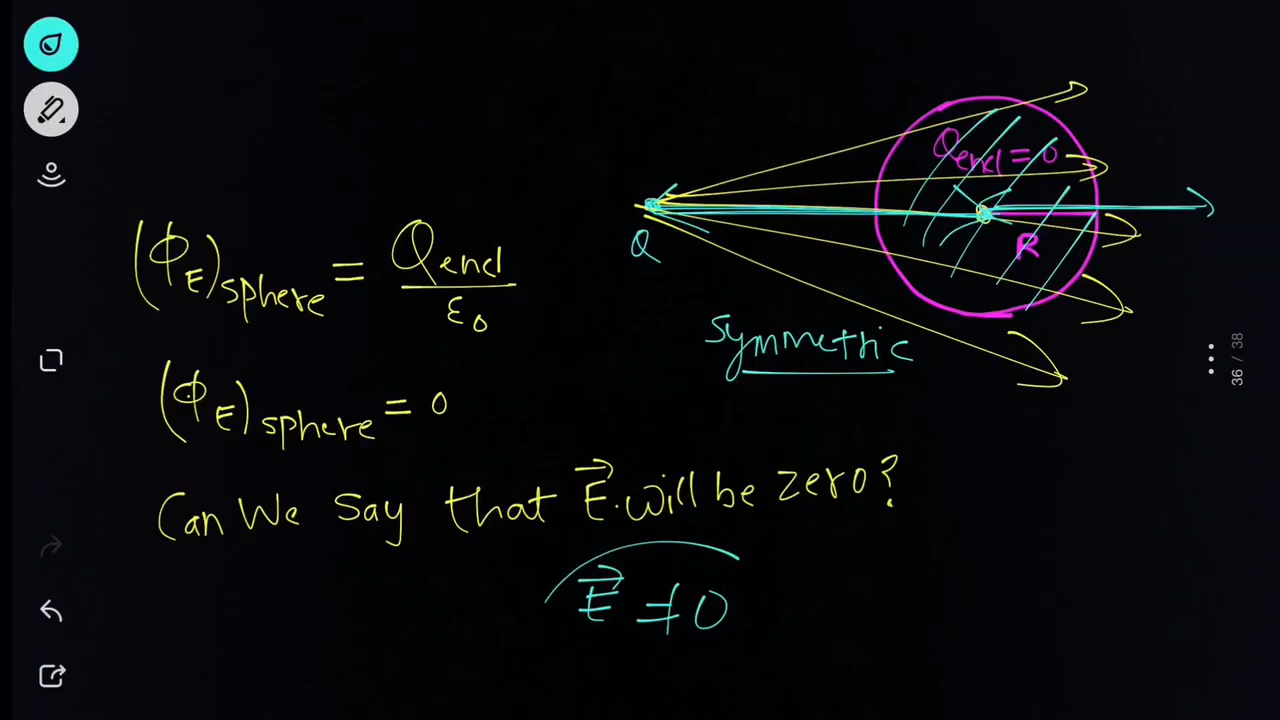 Qencl = 0
R
Q
(ΦE)sphere = Qencl / ε0
symmetric
(ΦE)sphere = 0
Can We Say that E⃗ will be zero?
E⃗ ≠ 0
36 / 38